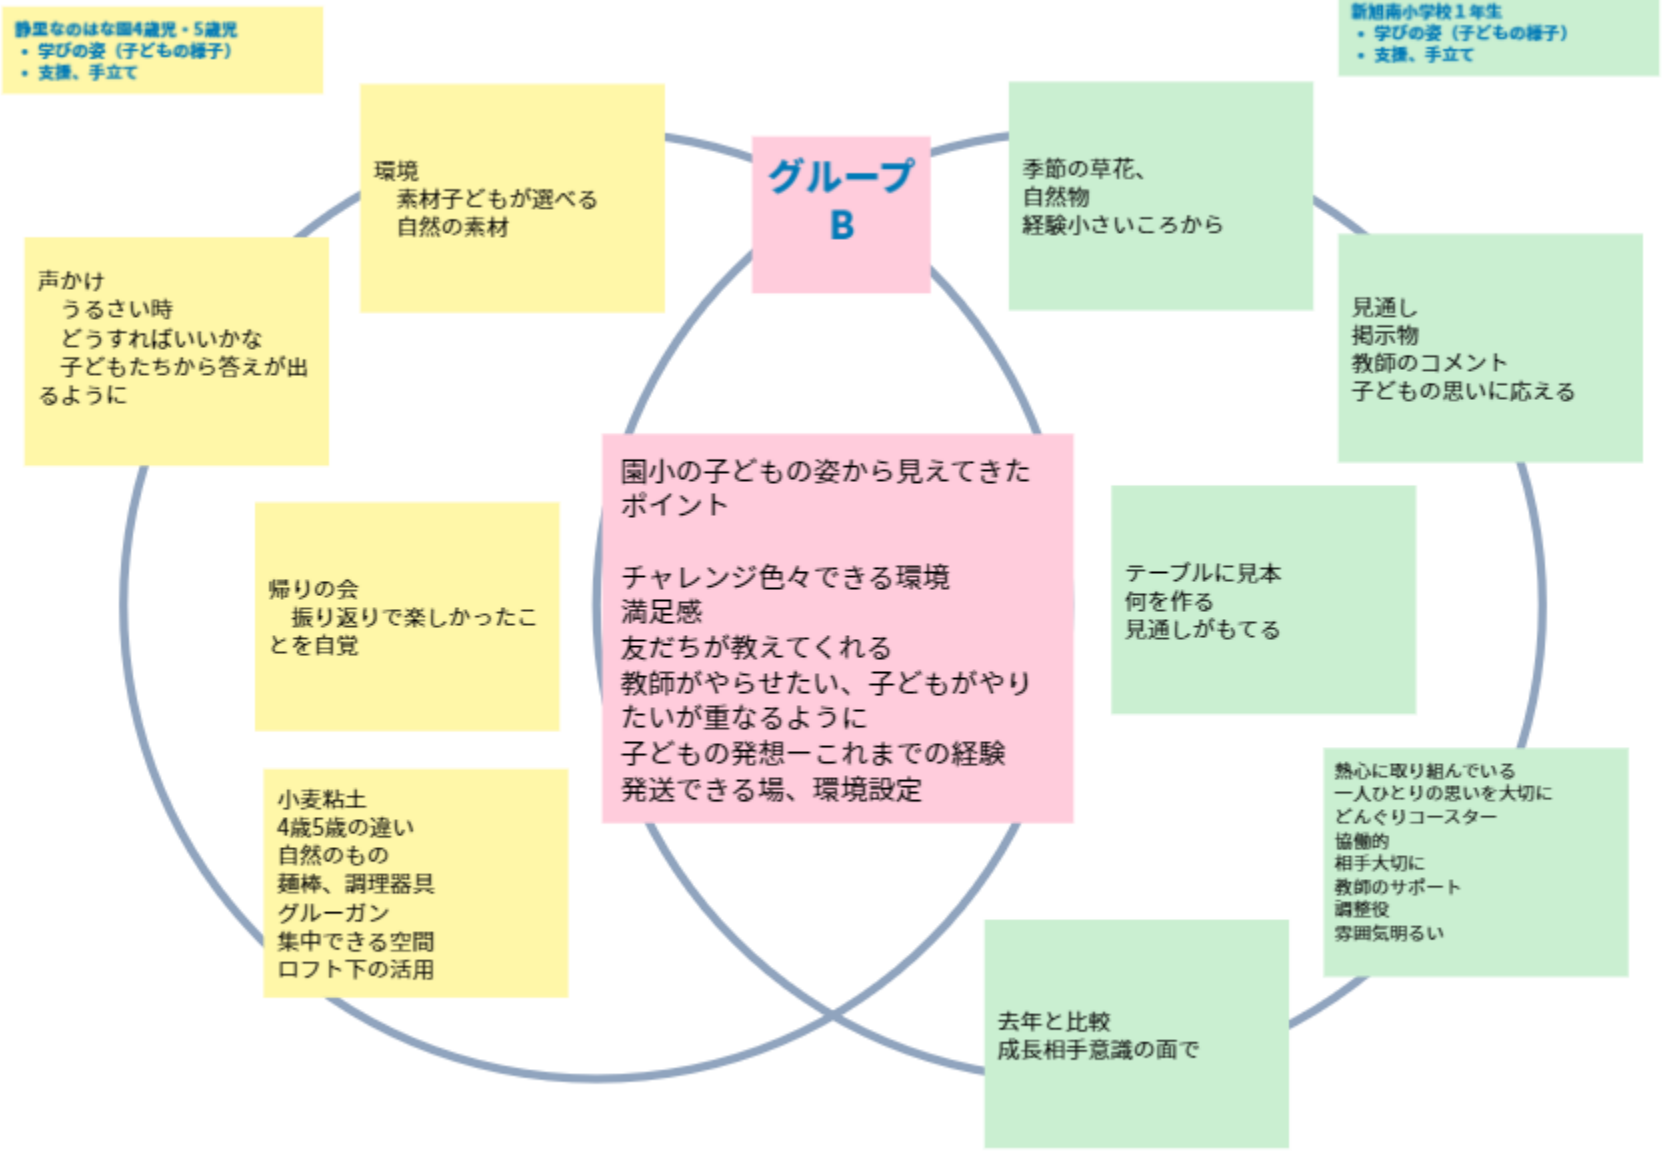 静里なのはな園4歳児・5歳児
・ 学びの姿（子どもの様子）
・ 支援、手立て
新旭南小学校１年生
・ 学びの姿（子どもの様子）
・ 支援、手立て
グループ
B
環境
素材子どもが選べる
自然の素材
声かけ
うるさい時
どうすればいいかな
子どもたちから答えが出
るように
帰りの会
振り返りで楽しかったこ
とを自覚
小麦粘土
4歳5歳の違い
自然のもの
麺棒、調理器具
グルーガン
集中できる空間
ロフト下の活用
園小の子どもの姿から見えてきた
ポイント
チャレンジ色々できる環境
満足感
友だちが教えてくれる
教師がやらせたい、子どもがやり
たいが重なるように
子どもの発想ーこれまでの経験
発送できる場、環境設定
季節の草花、
自然物
経験小さいころから
見通し
掲示物
教師のコメント
子どもの思いに応える
テーブルに見本
何を作る
見通しがもてる
熱心に取り組んでいる
一人ひとりの思いを大切に
どんぐりコースター
協働的
相手大切に
教師のサポート
調整役
雰囲気明るい
去年と比較
成長相手意識の面で